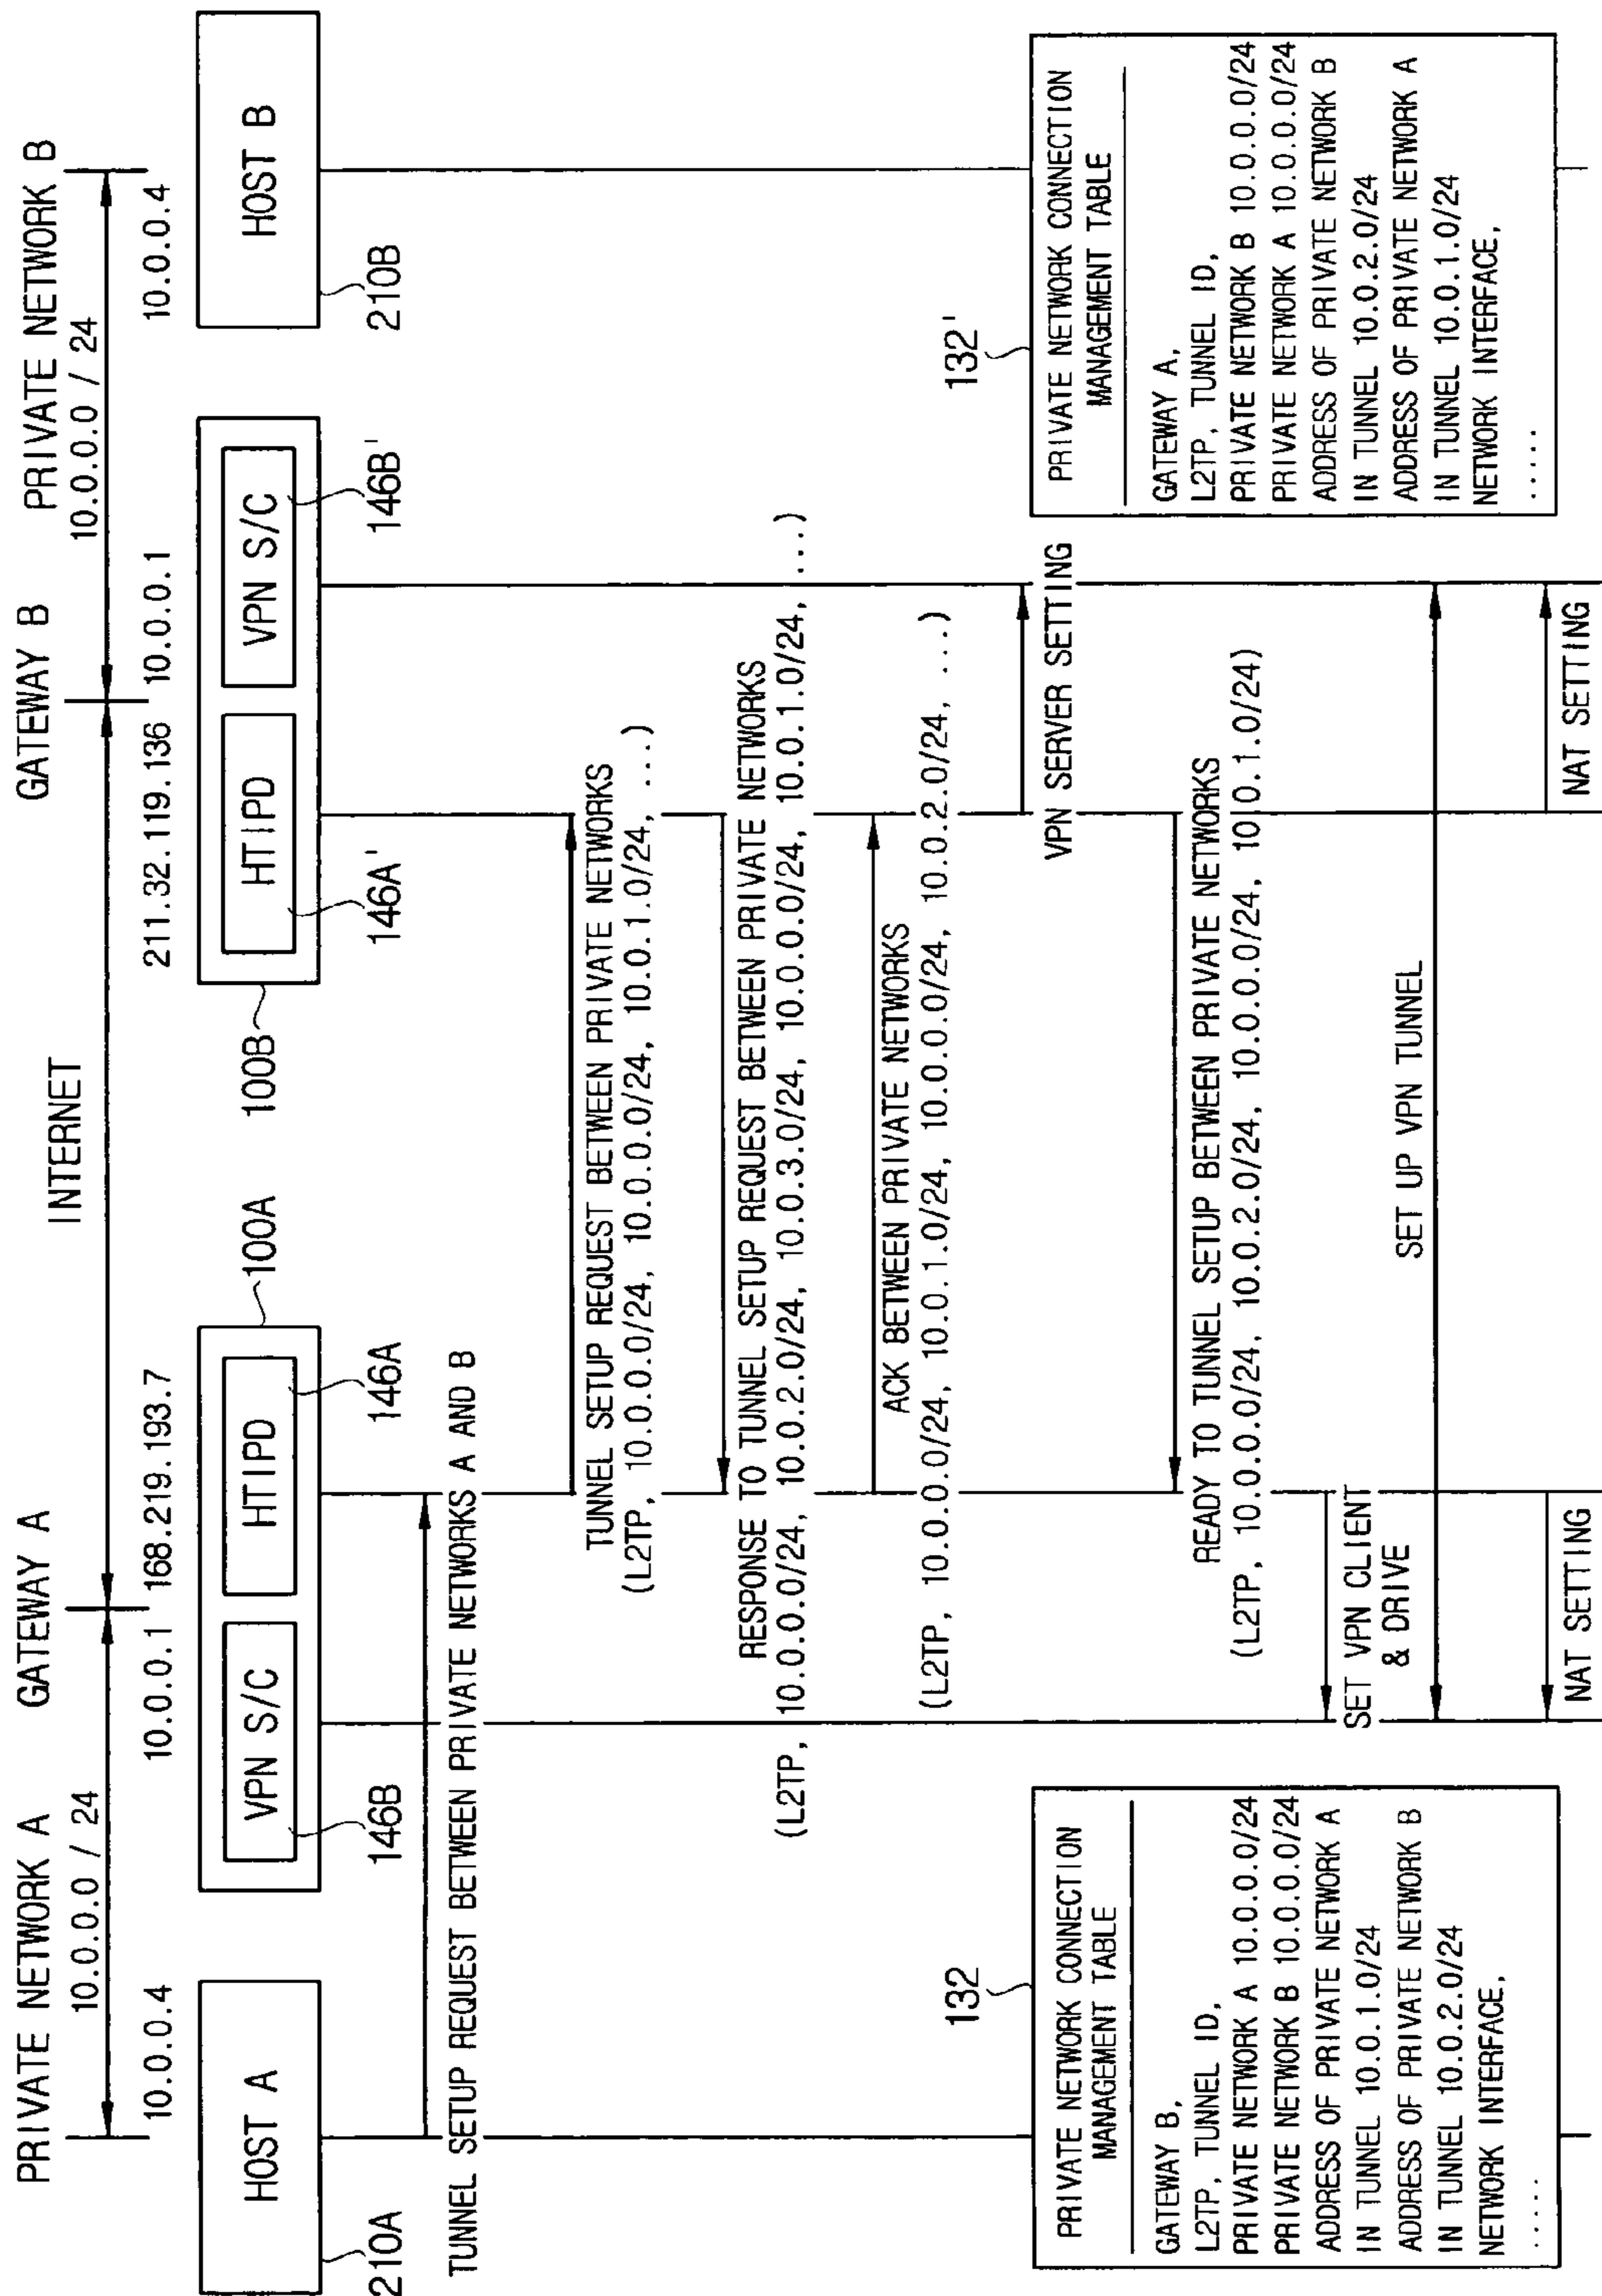 PRIVATE NETWORK A
GATEWAY A
INTERNET
GATEWAY B
PRIVATE NETWORK B
10.0.0.0 / 24
10.0.0.0 / 24
10.0.0.4
10.0.0.1
168.219.193.7
211.32.119.136
10.0.0.1
10.0.0.4
HOST A
VPN S/C
HTIPD
HTIPD
VPN S/C
HOST B
210A
146B
146A
100A
100B
146A'
146B'
210B
TUNNEL SETUP REQUEST BETWEEN PRIVATE NETWORKS A AND B
TUNNEL SETUP REQUEST BETWEEN PRIVATE NETWORKS
(L2TP, 10.0.0.0/24, 10.0.0.0/24, 10.0.1.0/24, ...)
RESPONSE TO TUNNEL SETUP REQUEST BETWEEN PRIVATE NETWORKS
(L2TP, 10.0.0.0/24, 10.0.2.0/24, 10.0.3.0/24, 10.0.0.0/24, 10.0.1.0/24, ...)
ACK BETWEEN PRIVATE NETWORKS
(L2TP, 10.0.0.0/24, 10.0.1.0/24, 10.0.0.0/24, 10.0.2.0/24, ...)
VPN SERVER SETTING
READY TO TUNNEL SETUP BETWEEN PRIVATE NETWORKS
(L2TP, 10.0.0.0/24, 10.0.2.0/24, 10.0.0.0/24, 10.0.1.0/24)
SET VPN CLIENT
& DRIVE
SET UP VPN TUNNEL
NAT SETTING
NAT SETTING
132
PRIVATE NETWORK CONNECTION
MANAGEMENT TABLE
GATEWAY B,
L2TP, TUNNEL ID,
PRIVATE NETWORK A 10.0.0.0/24
PRIVATE NETWORK B 10.0.0.0/24
ADDRESS OF PRIVATE NETWORK A
IN TUNNEL 10.0.1.0/24
ADDRESS OF PRIVATE NETWORK B
IN TUNNEL 10.0.2.0/24
NETWORK INTERFACE,
.....
132'
PRIVATE NETWORK CONNECTION
MANAGEMENT TABLE
GATEWAY A,
L2TP, TUNNEL ID,
PRIVATE NETWORK B 10.0.0.0/24
PRIVATE NETWORK A 10.0.0.0/24
ADDRESS OF PRIVATE NETWORK B
IN TUNNEL 10.0.2.0/24
ADDRESS OF PRIVATE NETWORK A
IN TUNNEL 10.0.1.0/24
NETWORK INTERFACE,
.....